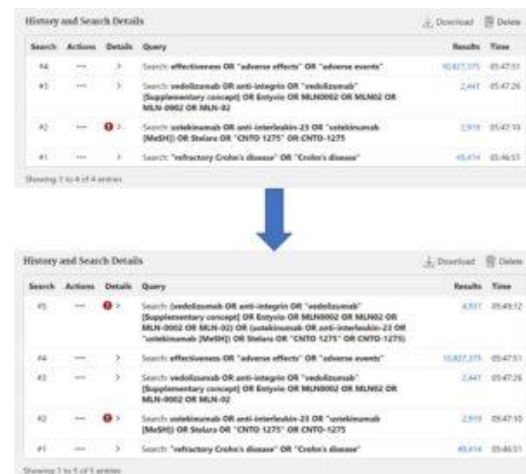 History and Search Details Download Delete
Search Actions Details Query Results Time
#4 ... > Search: effectiveness OR "adverse effects" OR "adverse events" 10,827,375 05:47:51
#3 ... > Search: vedolizumab OR anti-integrin OR "vedolizumab" 2,441 05:47:26
[Supplementary concept] OR Entyvio OR MLN0002 OR MLN02 OR
MLN-0002 OR MLN-02
#2 ... ! > Search: ustekinumab OR anti-interleukin-23 OR "ustekinumab 2,919 05:47:10
[MeSH]) OR Stelara OR "CNTO 1275" OR CNTO-1275
#1 ... > Search: "refractory Crohn's disease" OR "Crohn's disease" 49,414 05:46:51
Showing 1 to 4 of 4 entries
History and Search Details Download Delete
Search Actions Details Query Results Time
#5 ... ! > Search: (vedolizumab OR anti-integrin OR "vedolizumab" 4,931 05:49:12
[Supplementary concept] OR Entyvio OR MLN0002 OR MLN02 OR
MLN-0002 OR MLN-02) OR (ustekinumab OR anti-interleukin-23 OR
"ustekinumab [MeSH]) OR Stelara OR "CNTO 1275" OR CNTO-1275)
#4 ... > Search: effectiveness OR "adverse effects" OR "adverse events" 10,827,375 05:47:51
#3 ... > Search: vedolizumab OR anti-integrin OR "vedolizumab" 2,441 05:47:26
[Supplementary concept] OR Entyvio OR MLN0002 OR MLN02 OR
MLN-0002 OR MLN-02
#2 ... ! > Search: ustekinumab OR anti-interleukin-23 OR "ustekinumab 2,919 05:47:10
[MeSH]) OR Stelara OR "CNTO 1275" OR CNTO-1275
#1 ... > Search: "refractory Crohn's disease" OR "Crohn's disease" 49,414 05:46:51
Showing 1 to 5 of 5 entries